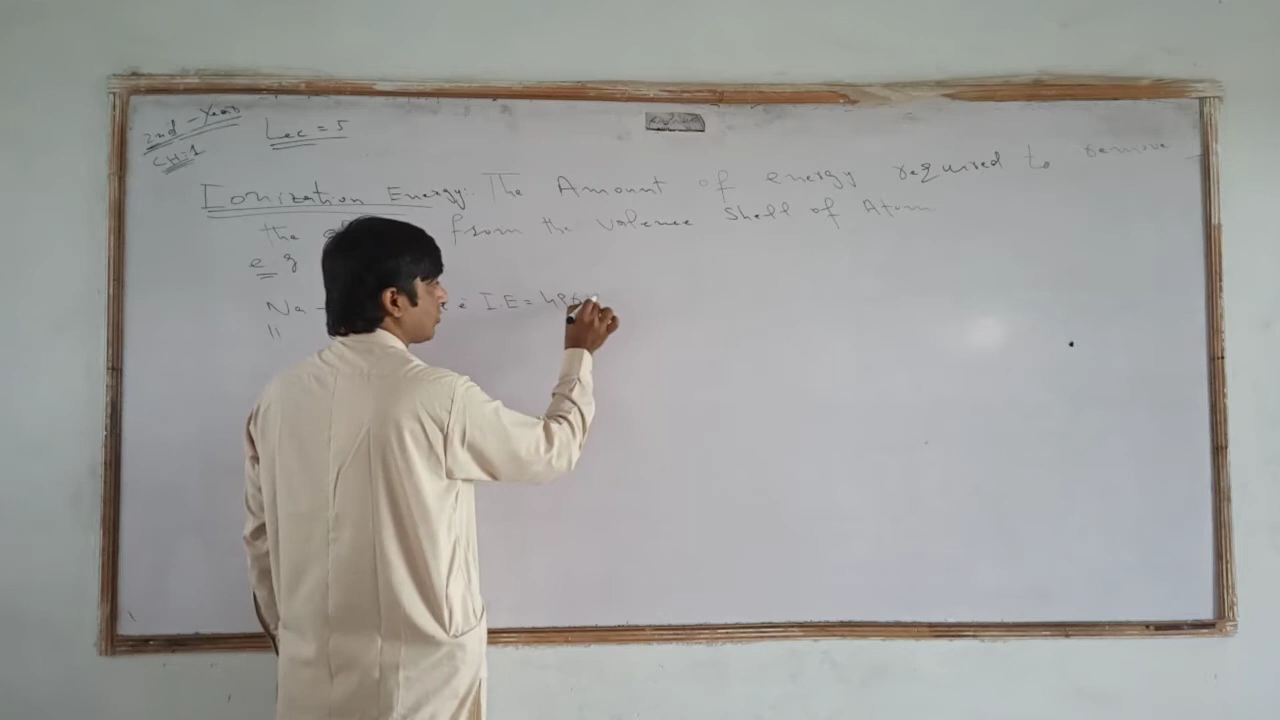 2nd - Year
CH=1
Lec = 5
Ionization Energy:. The Amount of energy required to remove
the from the valence Shell of Atom
e g
Na - e I.E =
11